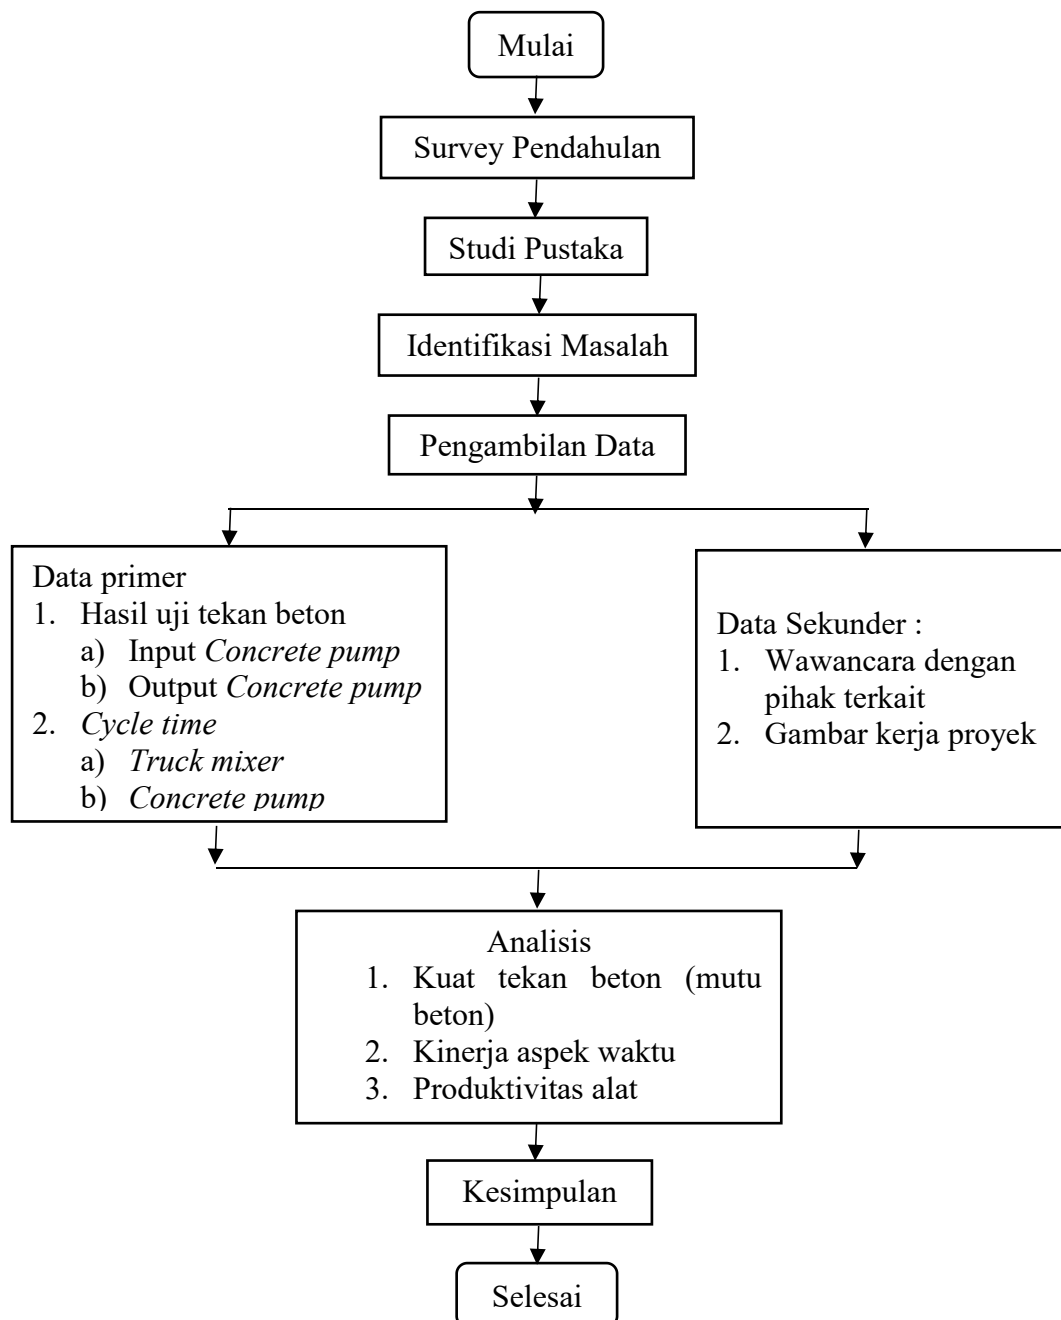 Mulai
Survey Pendahulan
Studi Pustaka
Identifikasi Masalah
Pengambilan Data
Data primer
1. Hasil uji tekan beton
a) Input Concrete pump
b) Output Concrete pump
2. Cycle time
a) Truck mixer
b) Concrete pump
Data Sekunder :
1. Wawancara dengan
pihak terkait
2. Gambar kerja proyek
Analisis
1. Kuat tekan beton (mutu
beton)
2. Kinerja aspek waktu
3. Produktivitas alat
Kesimpulan
Selesai